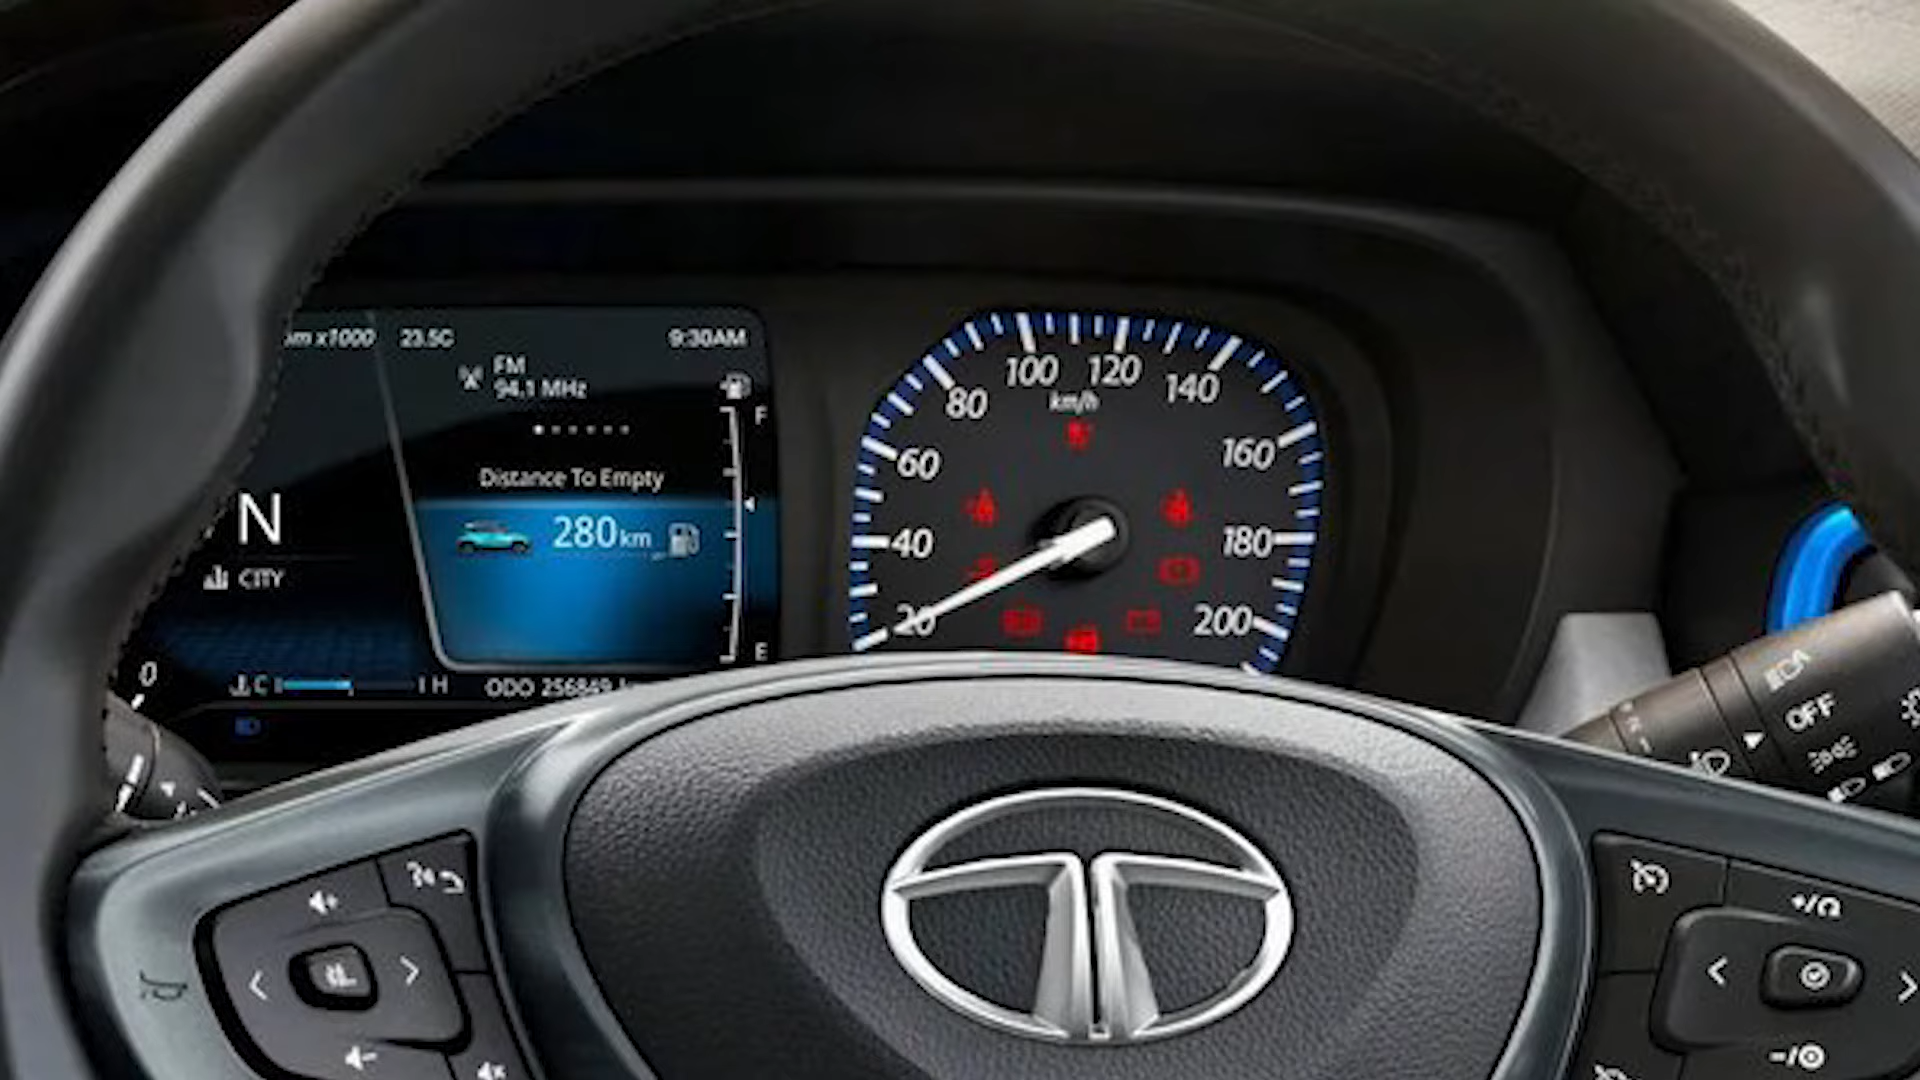 x1000 23.5C 9:30AM
FM
94.1 MHz
F
Distance To Empty
N
280km
CITY
E
0
C H ODO 256849
100 120
80 140
km/h
60 160
40 180
20 200
OFF